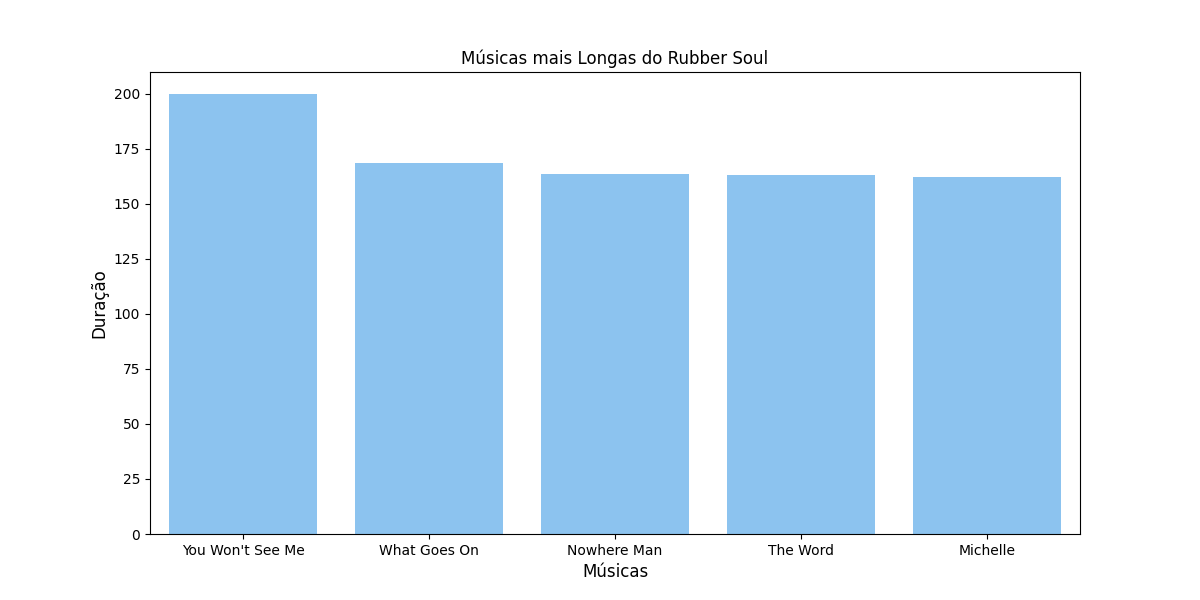 Músicas mais Longas do Rubber Soul
Duração
200
175
150
125
100
75
50
25
0
You Won't See Me
What Goes On
Nowhere Man
The Word
Michelle
Músicas